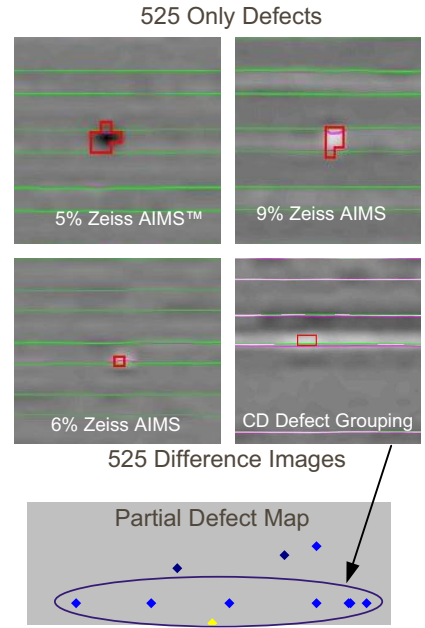 525 Only Defects
5% Zeiss AIMS™
9% Zeiss AIMS
6% Zeiss AIMS
CD Defect Grouping
525 Difference Images
Partial Defect Map